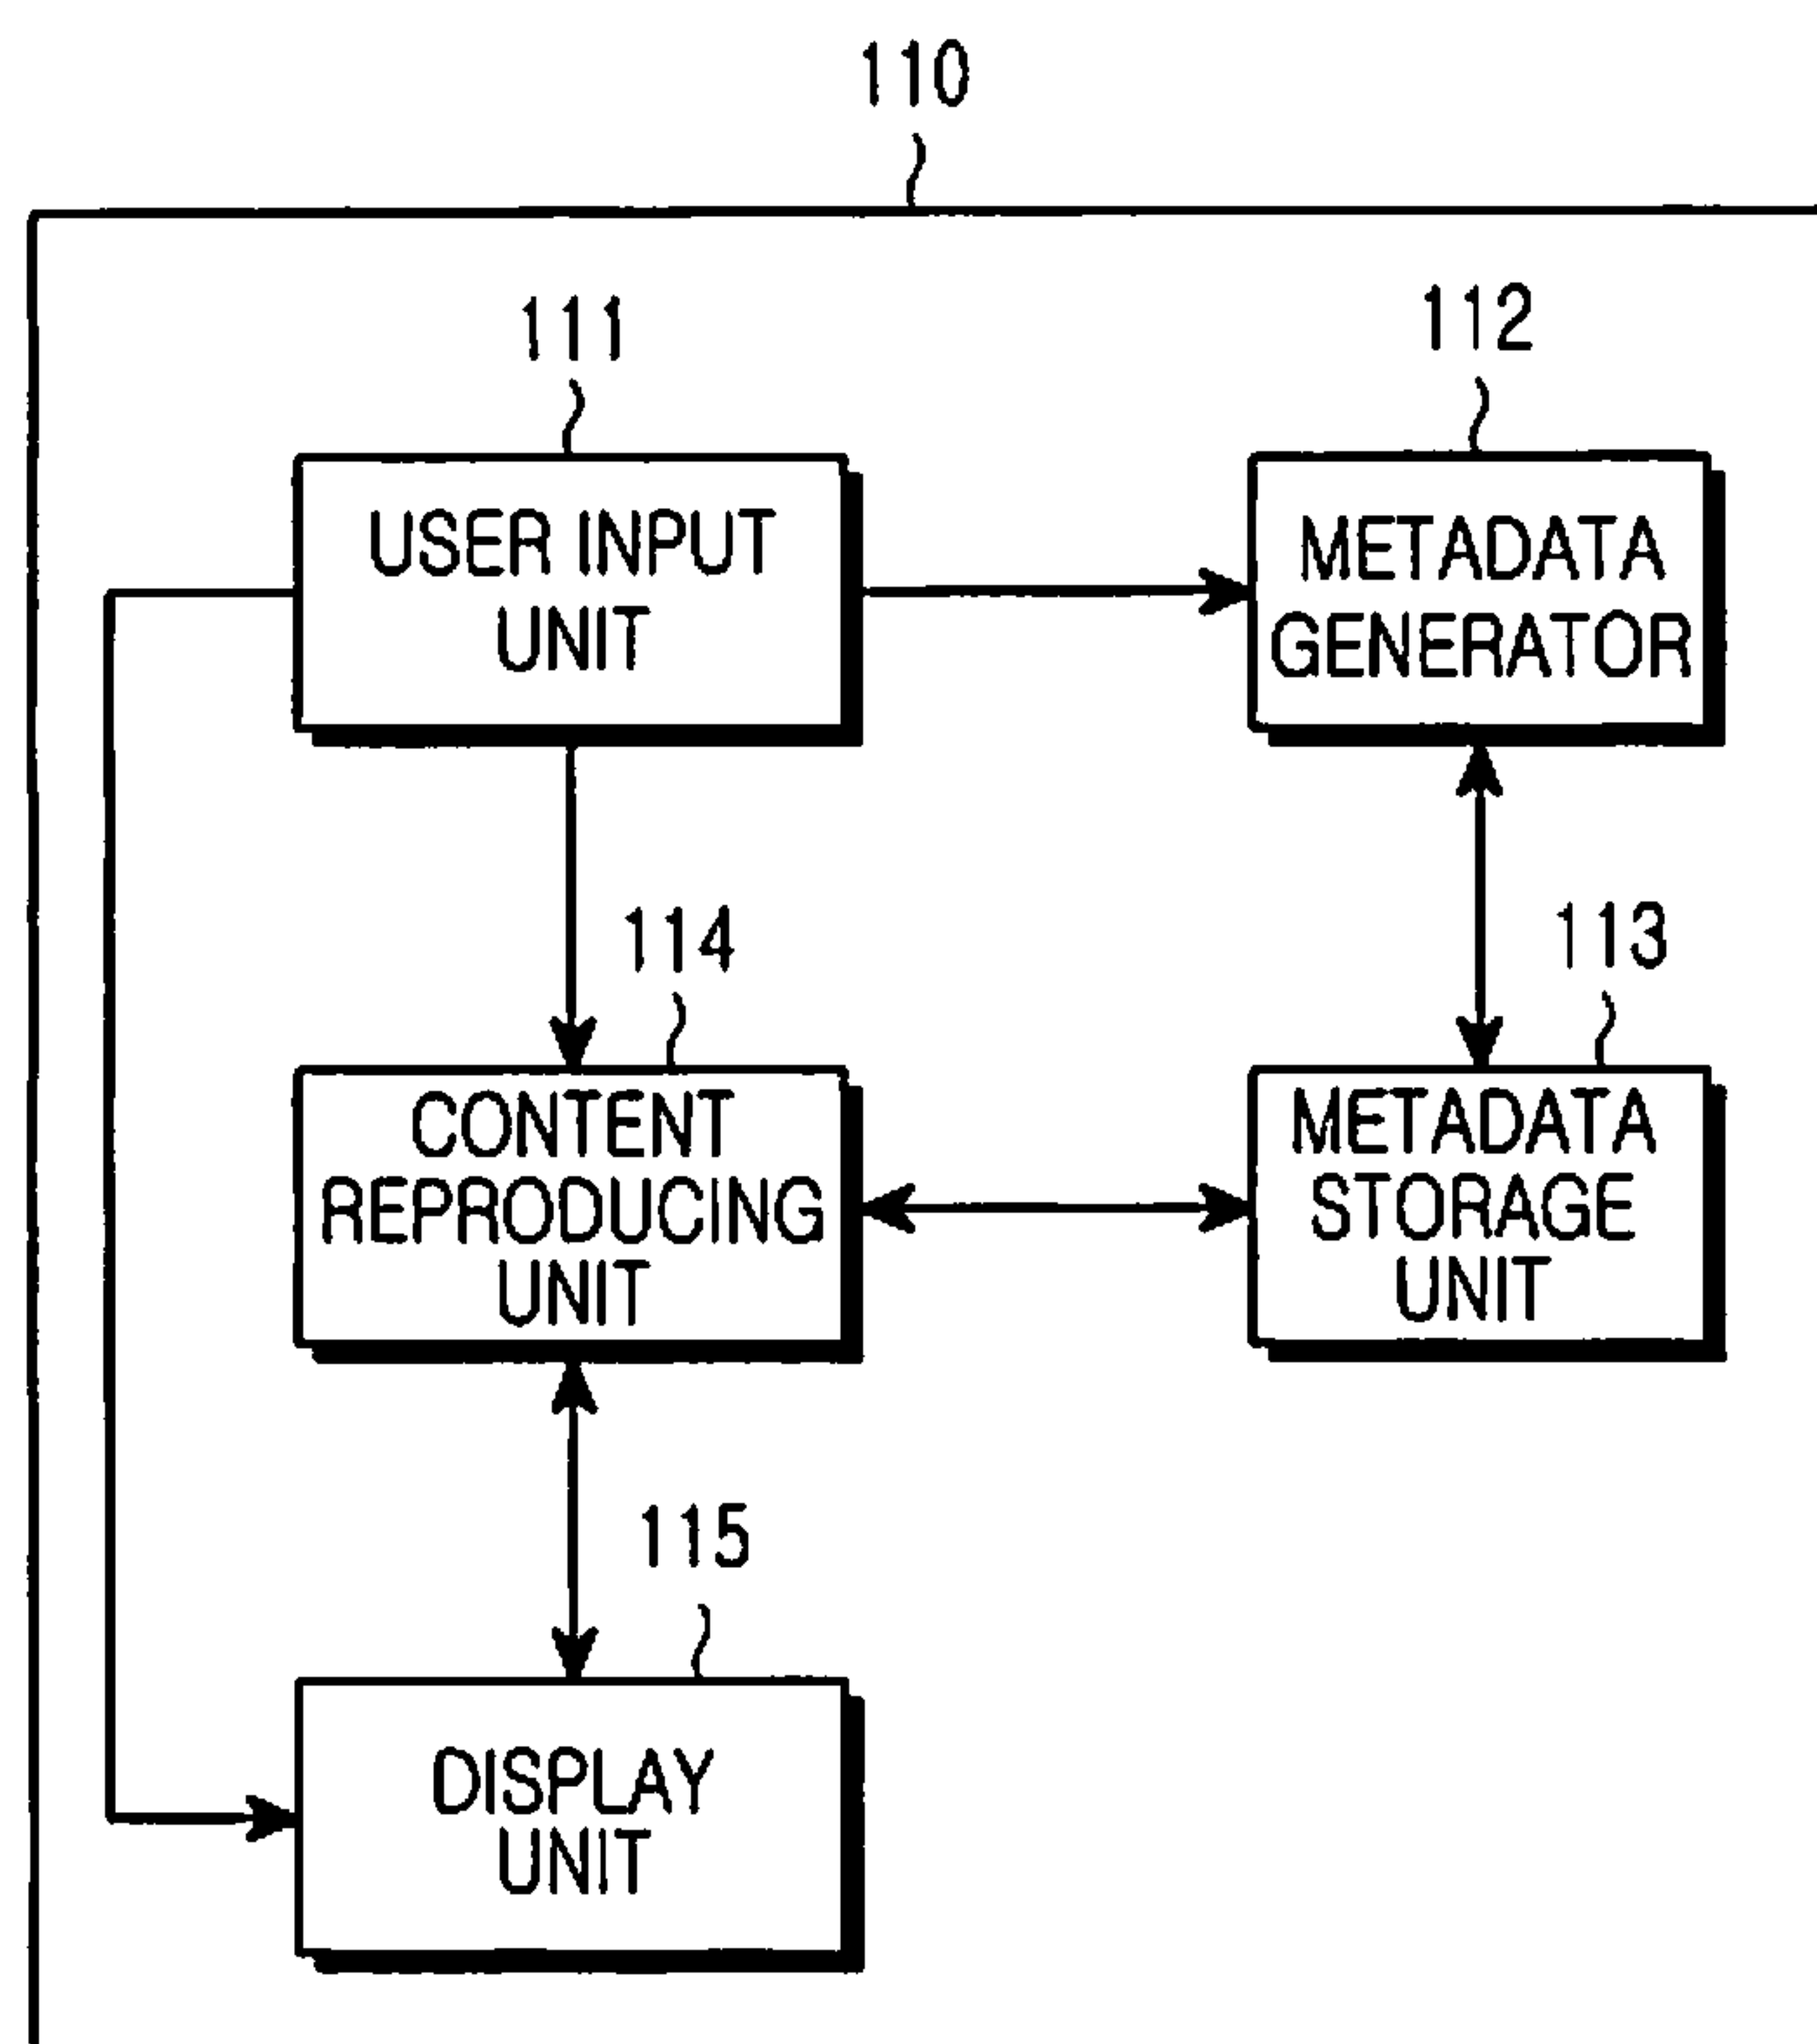 110
111
112
USER INPUT
UNIT
METADATA
GENERATOR
114
113
CONTENT
REPRODUCING
UNIT
METADATA
STORAGE
UNIT
115
DISPLAY
UNIT